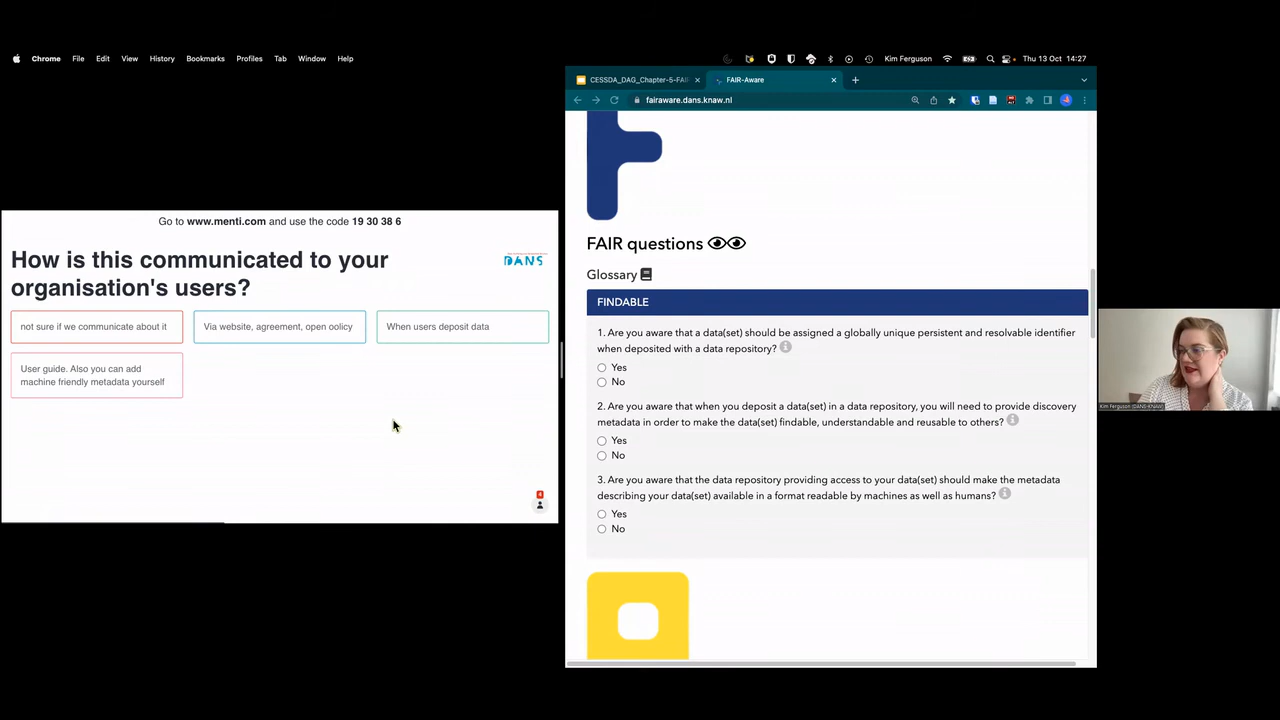 Chrome File Edit View History Bookmarks Profiles Tab Window Help
Kim Ferguson Thu 13 Oct 14:27
CESSDA_DAG_Chapter-5-FAIR
FAIR-Aware
fairaware.dans.knaw.nl
Go to www.menti.com and use the code 19 30 38 6
How is this communicated to your
organisation's users?
DANS
not sure if we communicate about it
Via website, agreement, open oolicy
When users deposit data
User guide. Also you can add
machine friendly metadata yourself
4
FAIR questions
Glossary
FINDABLE
1. Are you aware that a data(set) should be assigned a globally unique persistent and resolvable identifier
when deposited with a data repository?
Yes
No
2. Are you aware that when you deposit a data(set) in a data repository, you will need to provide discovery
metadata in order to make the data(set) findable, understandable and reusable to others?
Yes
No
3. Are you aware that the data repository providing access to your data(set) should make the metadata
describing your data(set) available in a format readable by machines as well as humans?
Yes
No
Kim Ferguson (DANS-KNAW)